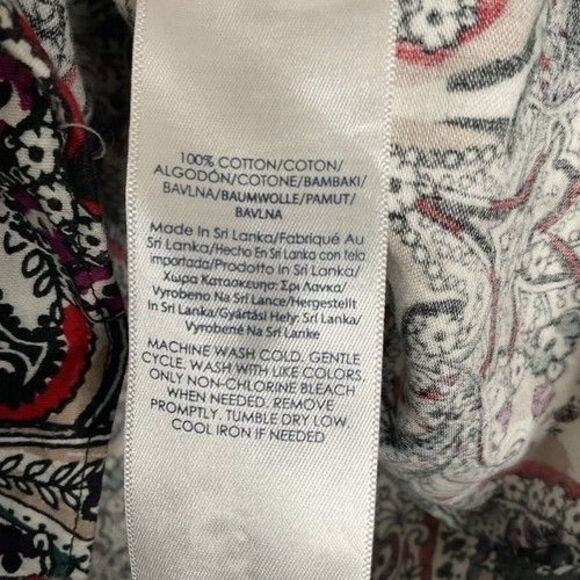 100% COTTON/COTON/
ALGODÓN/COTONE/BAMBAKI/
BAVLNA/BAUMWOLLE/PAMUT/
BAVLNA
Made In Sri Lanka/Fabriqué Au
Sri Lanka/Hecho En Sri Lanka con tela
importada/Prodotto in Sri Lanka/
Χωρα Κατασκευησ: Σρι Λανκα/
Vyrobeno Na Srí Lance/Hergestellt
In Sri Lanka/Gyártási Hely: Srí Lanka/
Vyrobené Na Srí Lanke
MACHINE WASH COLD. GENTLE
CYCLE. WASH WITH LIKE COLORS.
ONLY NON-CHLORINE BLEACH
WHEN NEEDED. REMOVE
PROMPTLY. TUMBLE DRY LOW.
COOL IRON IF NEEDED